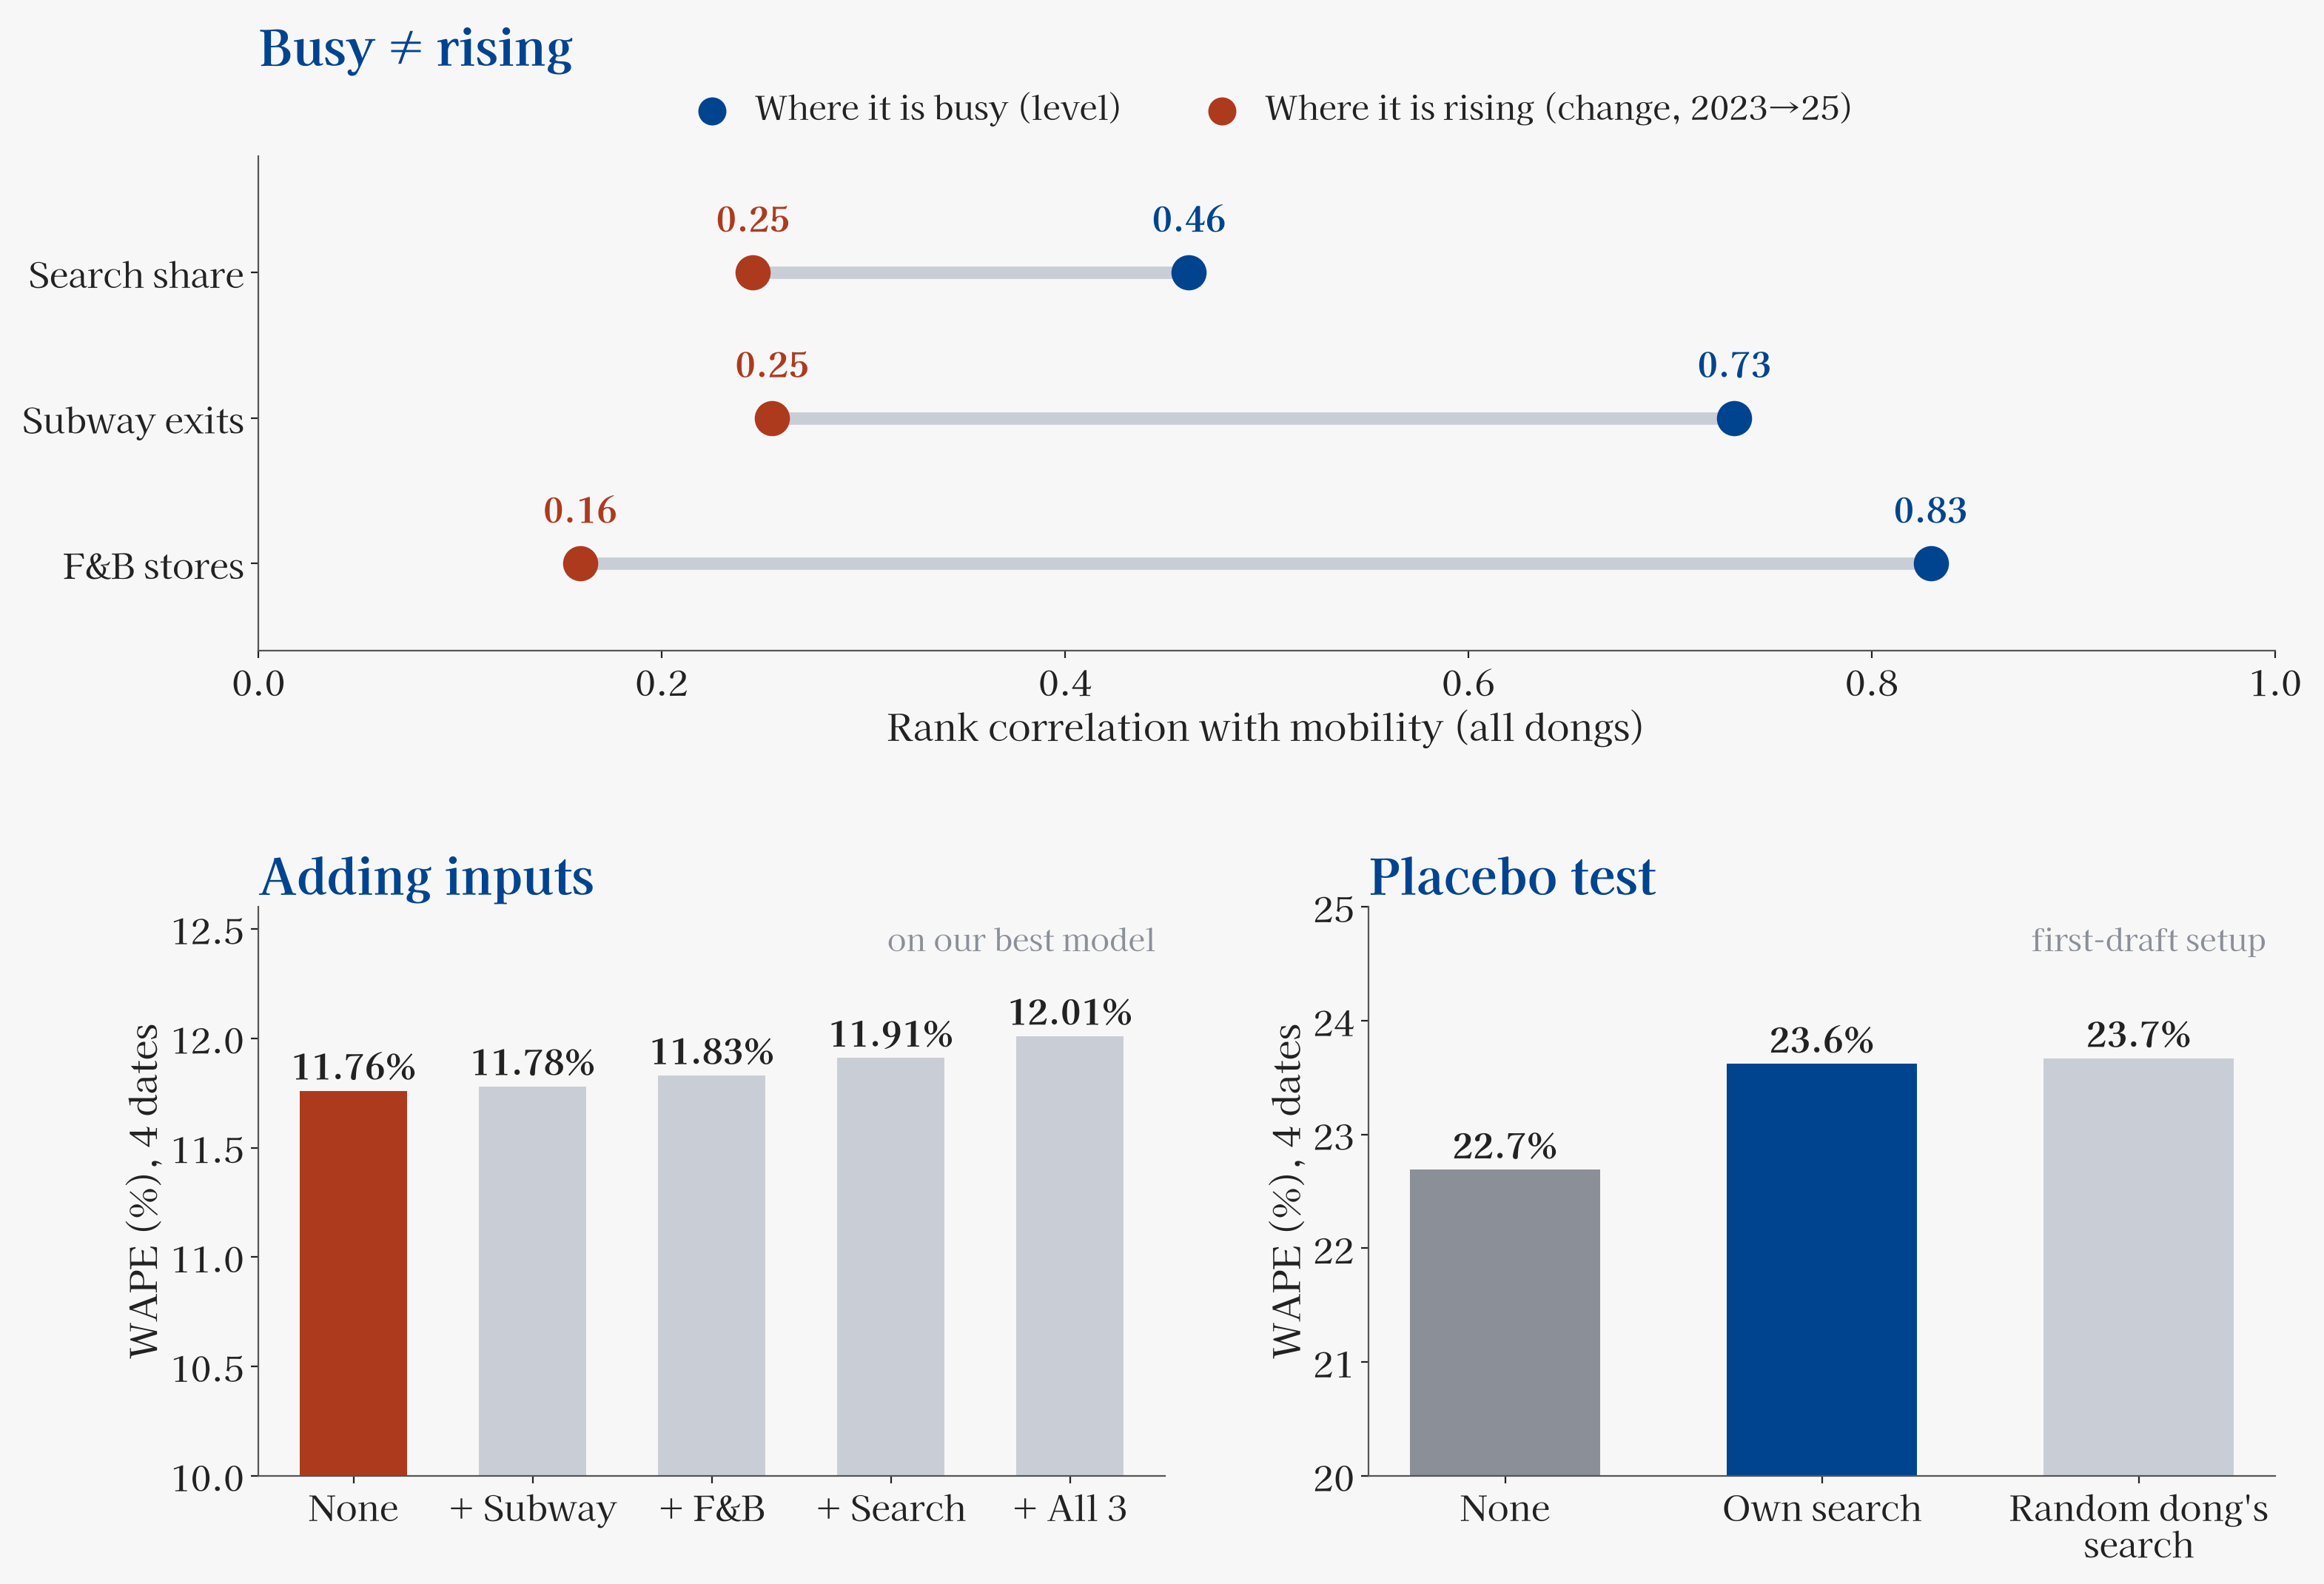 Busy ≠ rising
Where it is busy (level)
Where it is rising (change, 2023→25)
0.25
0.46
Search share
0.25
0.73
Subway exits
0.16
0.83
F&B stores
0.0
0.2
0.4
0.6
0.8
1.0
Rank correlation with mobility (all dongs)
Adding inputs
on our best model
WAPE (%), 4 dates
12.5
12.0
11.5
11.0
10.5
10.0
11.76%
11.78%
11.83%
11.91%
12.01%
None
+ Subway
+ F&B
+ Search
+ All 3
Placebo test
first-draft setup
WAPE (%), 4 dates
25
24
23
22
21
20
22.7%
23.6%
23.7%
None
Own search
Random dong's
search